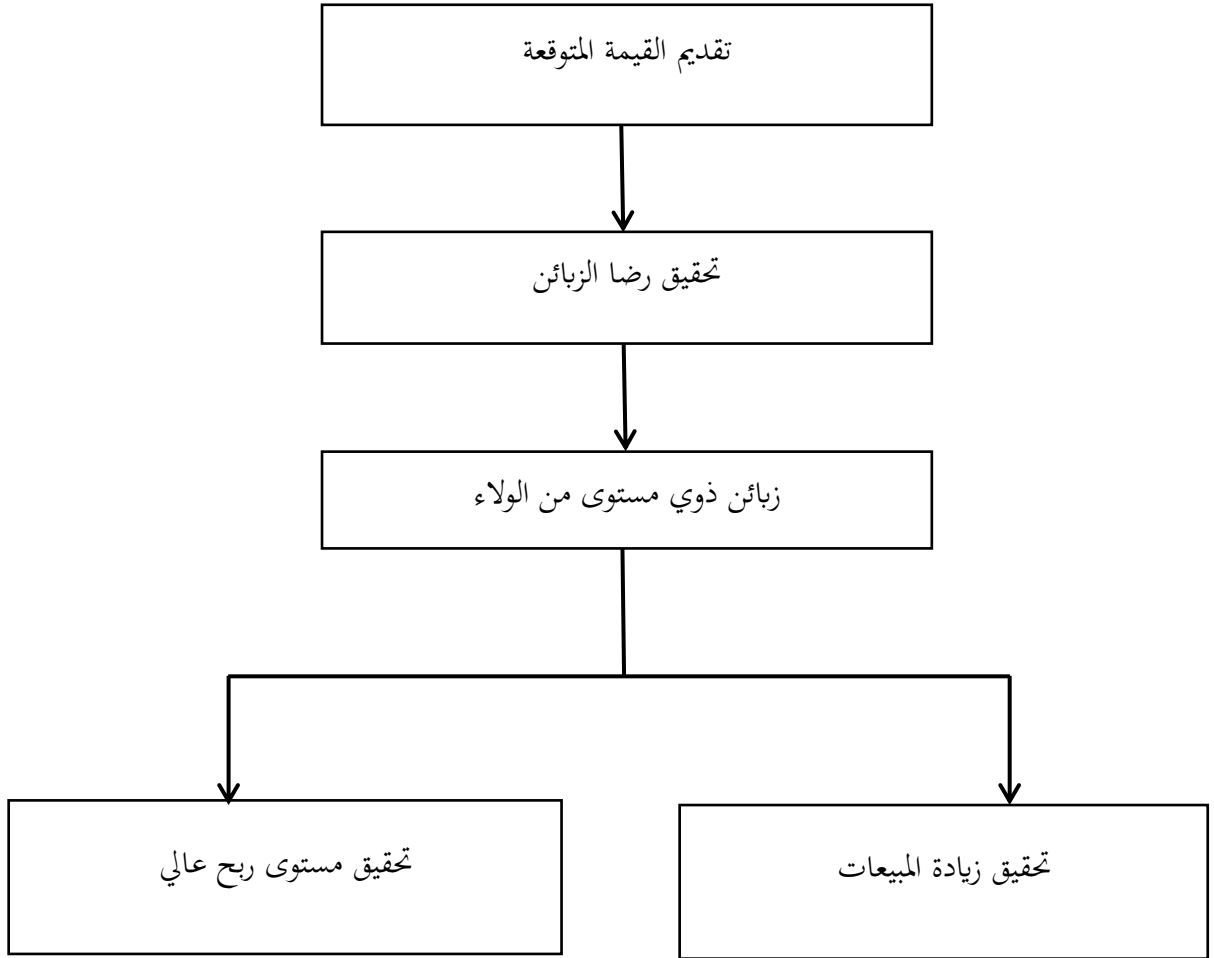 تقديم القيمة المتوقعة
تحقيق رضا الزبائن
زبائن ذوي مستوى من الولاء
تحقيق زيادة المبيعات
تحقيق مستوى ربح عالي